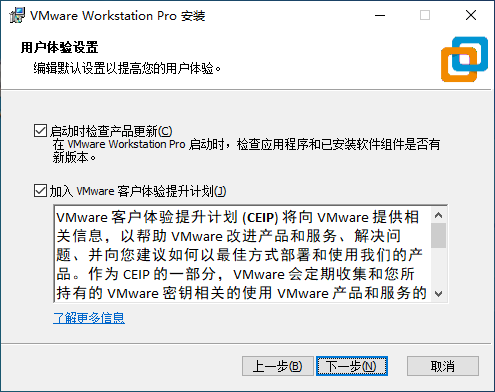 VMware Workstation Pro 安装
用户体验设置
编辑默认设置以提高您的用户体验。
启动时检查产品更新(C)
在 VMware Workstation Pro 启动时，检查应用程序和已安装软件组件是否有
新版本。
加入 VMware 客户体验提升计划(J)
VMware 客户体验提升计划 (CEIP) 将向 VMware 提供相
关信息，以帮助 VMware 改进产品和服务、解决问
题、并向您建议如何以最佳方式部署和使用我们的产
品。作为 CEIP 的一部分，VMware 会定期收集和您所
持有的 VMware 密钥相关的使用 VMware 产品和服务的
了解更多信息
上一步(B) 下一步(N) 取消